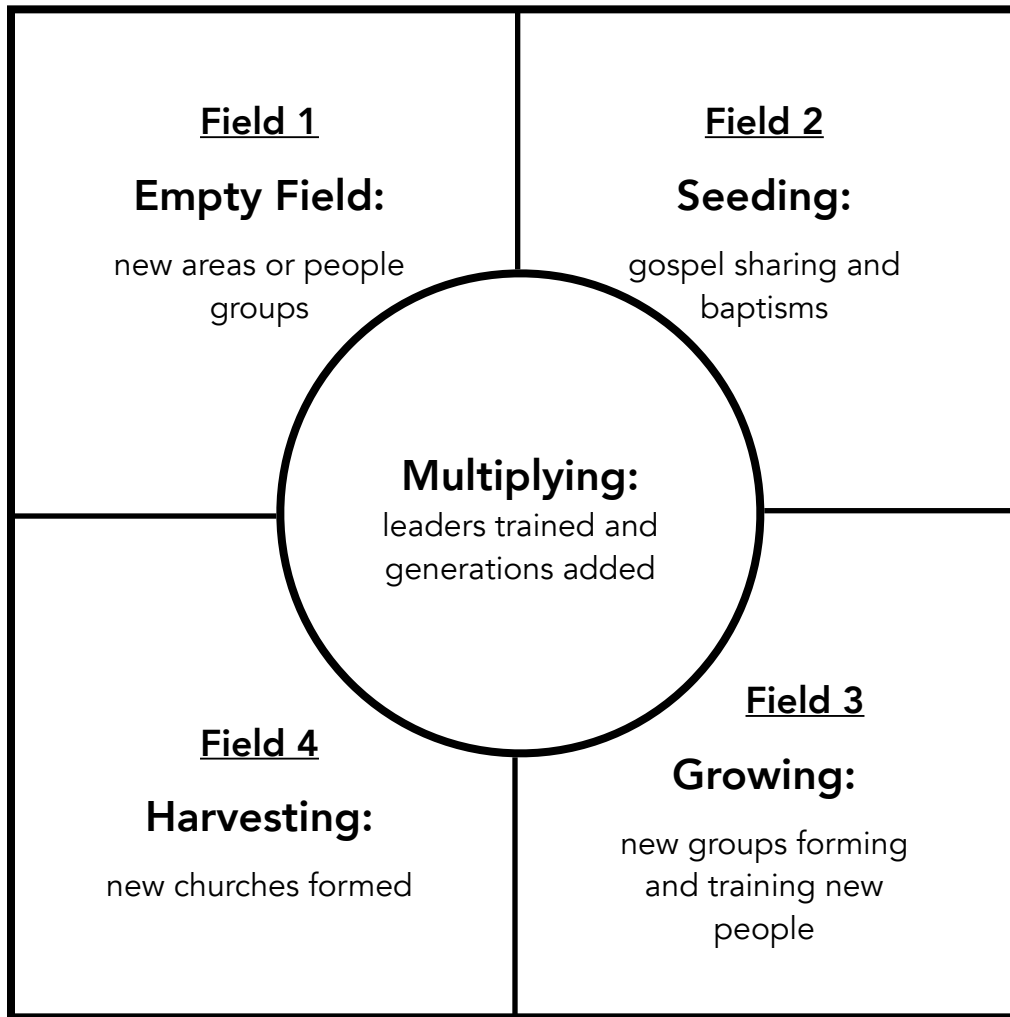 Field 1
Empty Field:
new areas or people
groups
Field 2
Seeding:
gospel sharing and
baptisms
Multiplying:
leaders trained and
generations added
Field 3
Growing:
new groups forming
and training new
people
Field 4
Harvesting:
new churches formed